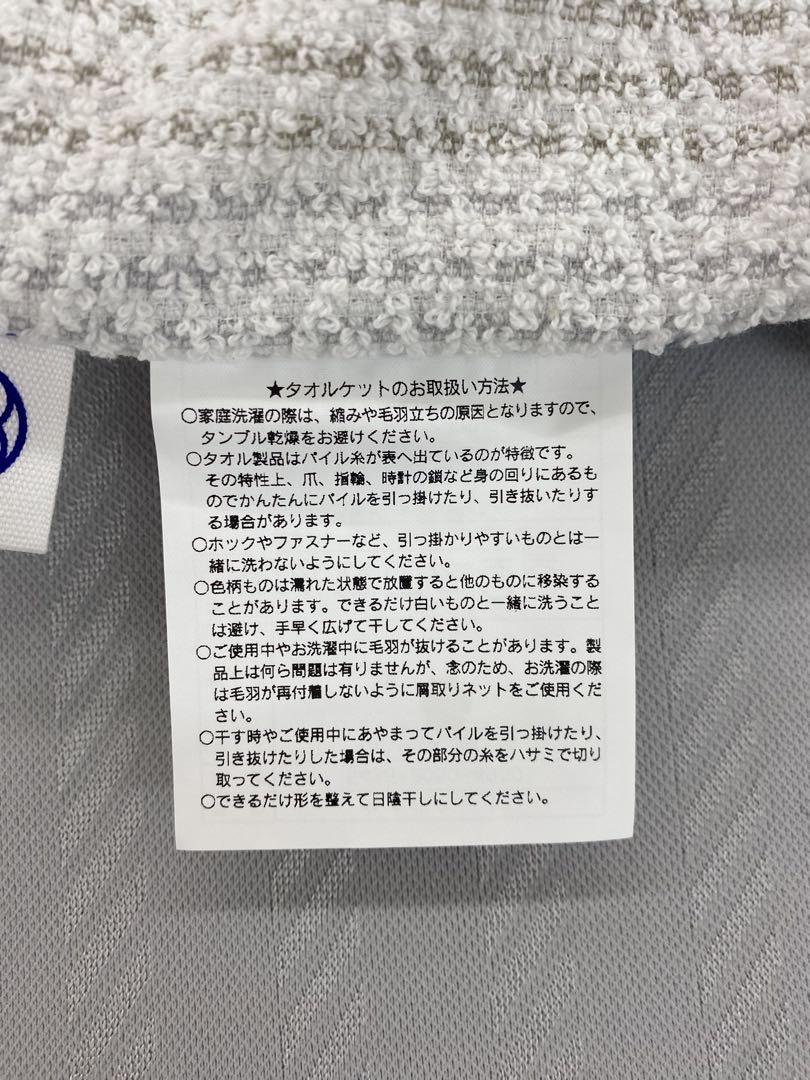 ★タオルケットのお取扱い方法★
○家庭洗濯の際は、縮みや毛羽立ちの原因となりますので、
タンブル乾燥をお避けください。
○タオル製品はパイル糸が表へ出ているのが特徴です。
その特性上、爪、指輪、時計の鎖など身の回りにあるも
のでかんたんにパイルを引っ掛けたり、引き抜いたりす
る場合があります。
○ホックやファスナーなど、引っ掛かりやすいものとは一
緒に洗わないようにしてください。
○色柄ものは濡れた状態で放置すると他のものに移染する
ことがあります。できるだけ白いものと一緒に洗うこと
は避け、手早く広げて干してください。
○ご使用中やお洗濯中に毛羽が抜けることがあります。製
品上は何ら問題は有りませんが、念のため、お洗濯の際
は毛羽が再付着しないように屑取りネットをご使用くだ
さい。
○干す時やご使用中にあやまってパイルを引っ掛けたり、
引き抜けたりした場合は、その部分の糸をハサミで切り
取ってください。
○できるだけ形を整えて日陰干しにしてください。